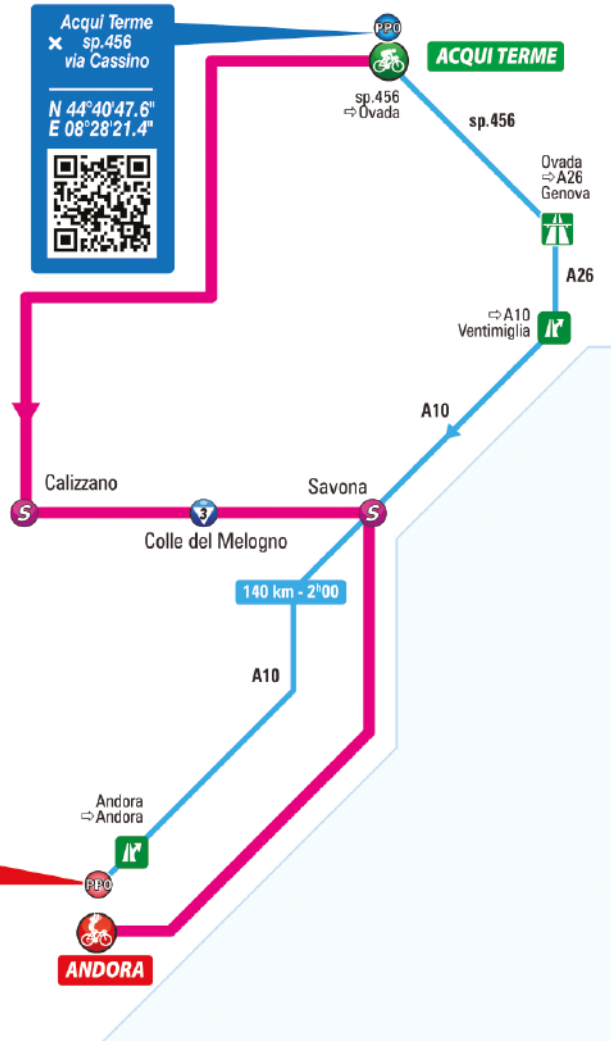 Acqui Terme
× sp.456
via Cassino
N 44°40'47.6"
E 08°28'21.4"
PPO
ACQUI TERME
sp.456
⇨Ovada
sp.456
Ovada
⇨A26
Genova
A26
⇨A10
Ventimiglia
A10
Calizzano
Savona
S
3
S
Colle del Melogno
140 km - 2h00
A10
Andora
⇨Andora
PPO
ANDORA